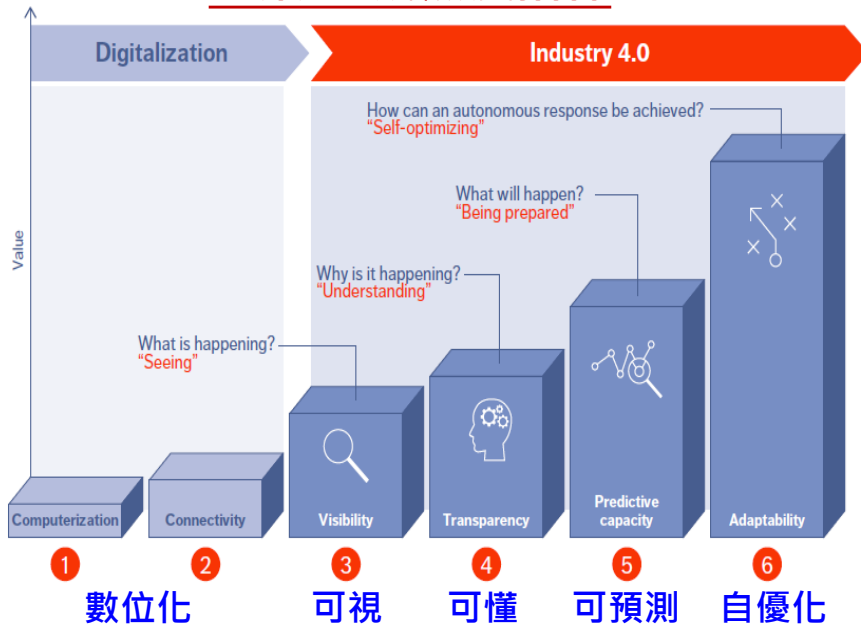 Digitalization
Industry 4.0
How can an autonomous response be achieved?
“Self-optimizing”
What will happen?
“Being prepared”
Why is it happening?
“Understanding”
What is happening?
“Seeing”
Value
Computerization
Connectivity
Visibility
Transparency
Predictive
capacity
Adaptability
1
2
3
4
5
6
數位化
可視
可懂
可預測
自優化